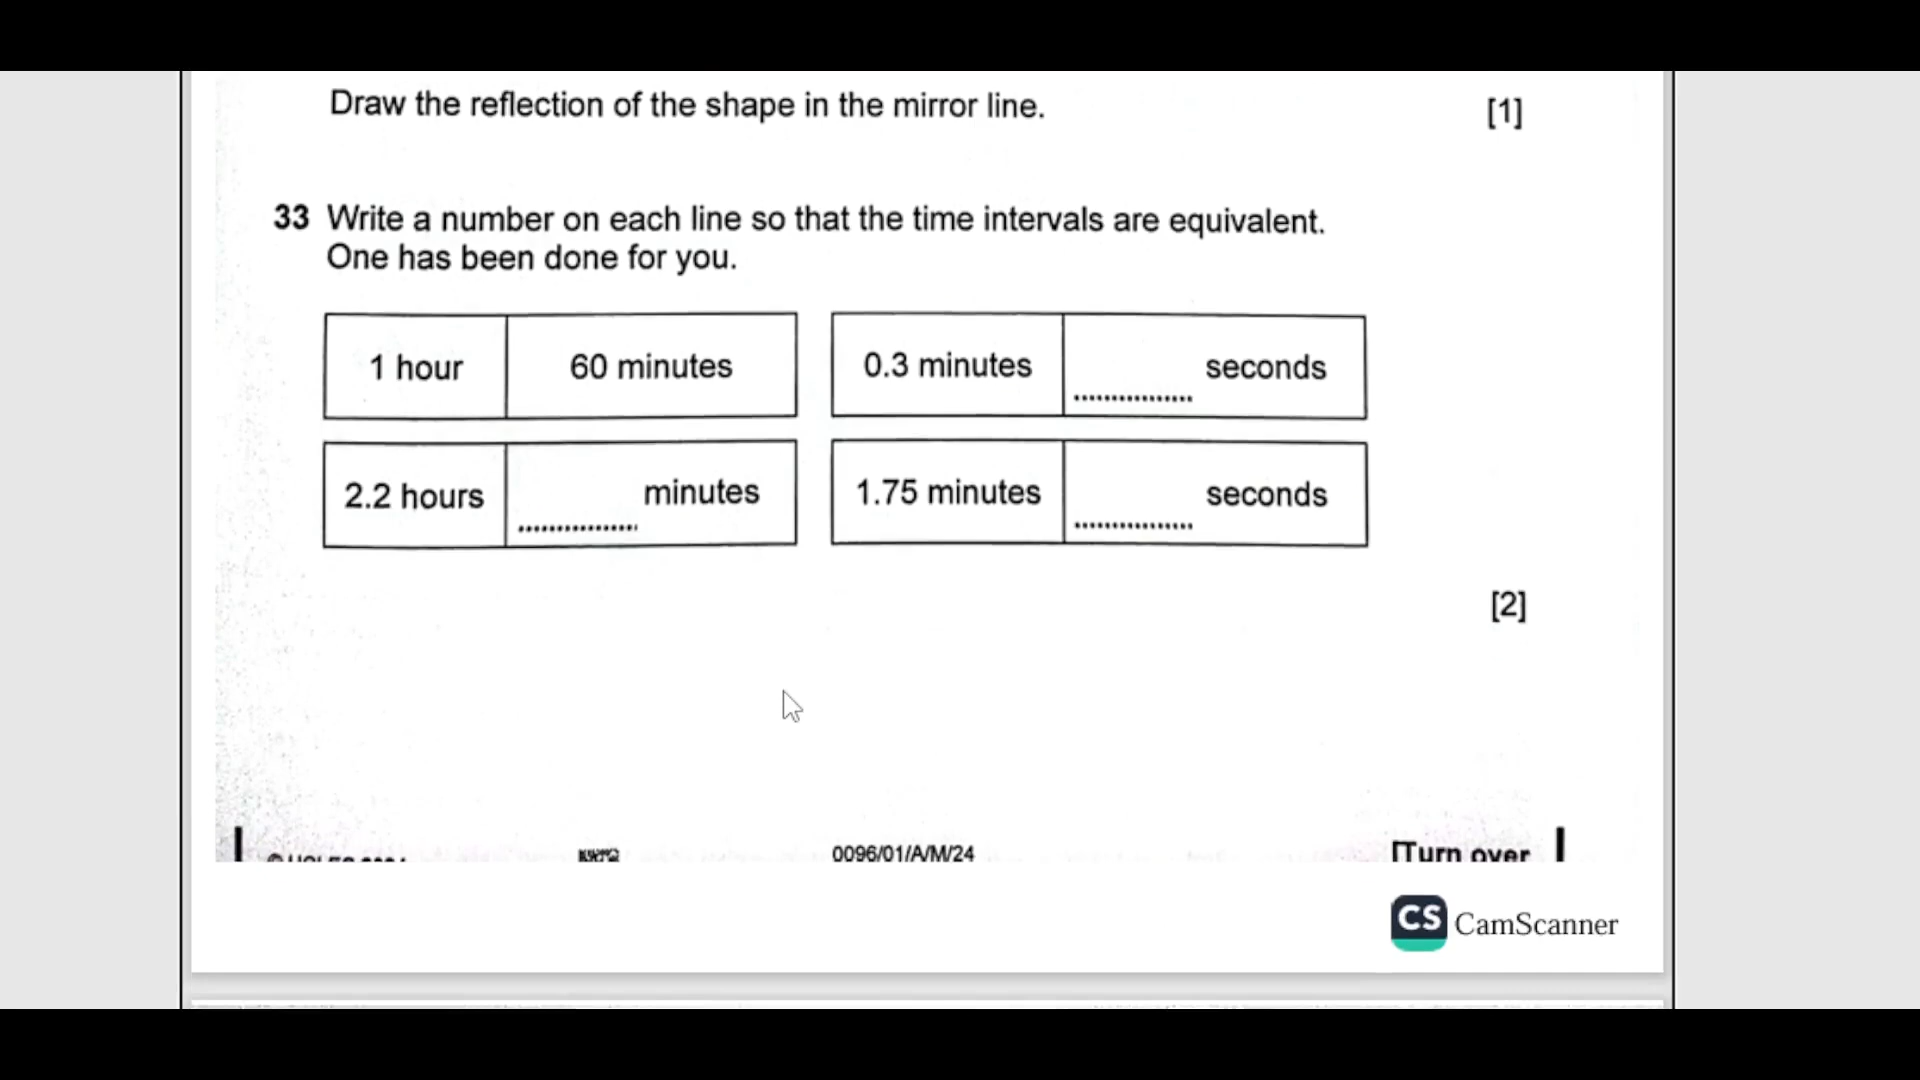 Draw the reflection of the shape in the mirror line. [1]
33 Write a number on each line so that the time intervals are equivalent.
One has been done for you.
1 hour 60 minutes 0.3 minutes ............... seconds
2.2 hours ............... minutes 1.75 minutes ............... seconds
[2]
0096/01/A/M/24 [Turn over
CS CamScanner